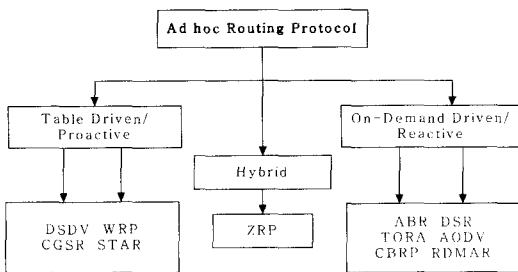 Ad hoc Routing Protocol
Table Driven/
Proactive
On-Demand Driven/
Reactive
Hybrid
DSDV WRP
CGSR STAR
ZRP
ABR DSR
TORA AODV
CBRP RDMAR